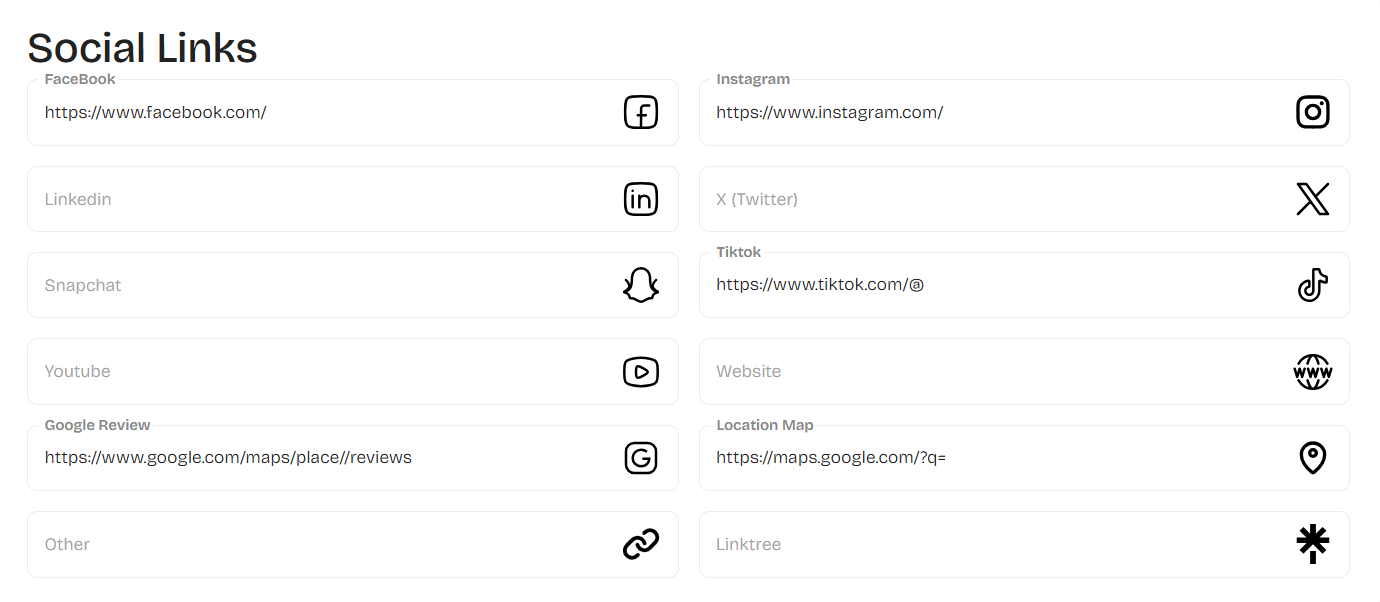 Social Links
FaceBook
https://www.facebook.com/
Instagram
https://www.instagram.com/
Linkedin
in
X (Twitter)
Snapchat
Tiktok
https://www.tiktok.com/@
Youtube
Website
WWW
Google Review
https://www.google.com/maps/place//reviews
G
Location Map
https://maps.google.com/?q=
Other
Linktree